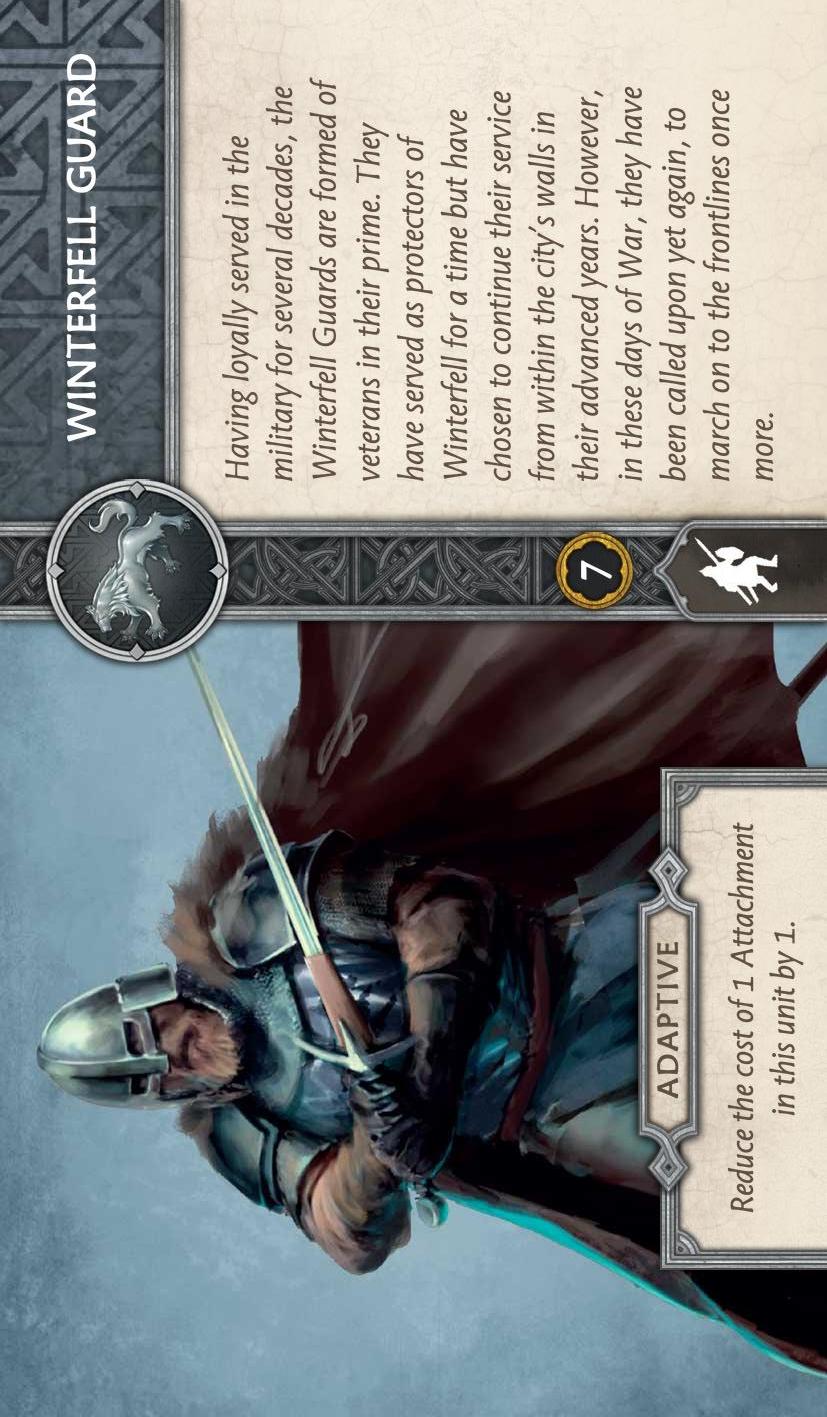 WINTERFELL GUARD
Having loyally served in the
military for several decades, the
Winterfell Guards are formed of
veterans in their prime. They
have served as protectors of
Winterfell for a time but have
chosen to continue their service
from within the city's walls in
their advanced years. However,
in these days of War, they have
been called upon yet again, to
march on to the frontlines once
more.
7
ADAPTIVE
Reduce the cost of 1 Attachment
in this unit by 1.